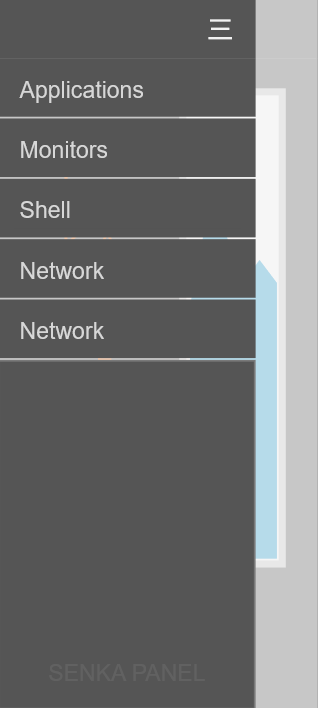 Applications
Monitors
Shell
Network
Network
SENKA PANEL